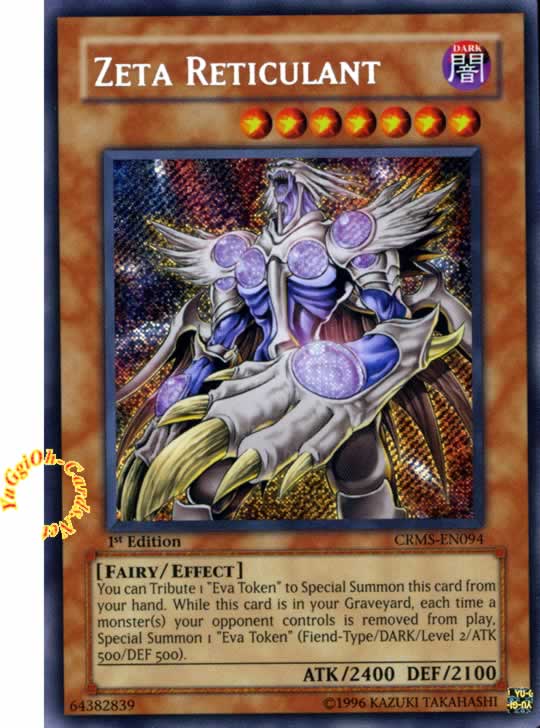 ZETA RETICULANT
DARK
闇
YuGgiOh-Cards.Net
1st Edition
CRMS-EN094
[FAIRY/EFFECT]
You can Tribute 1 "Eva Token" to Special Summon this card from
your hand. While this card is in your Graveyard, each time a
monster(s) your opponent controls is removed from play,
Special Summon 1 "Eva Token" (Fiend-Type/DARK/Level 2/ATK
500/DEF 500).
ATK/2400 DEF/2100
64382839
©1996 KAZUKI TAKAHASHI